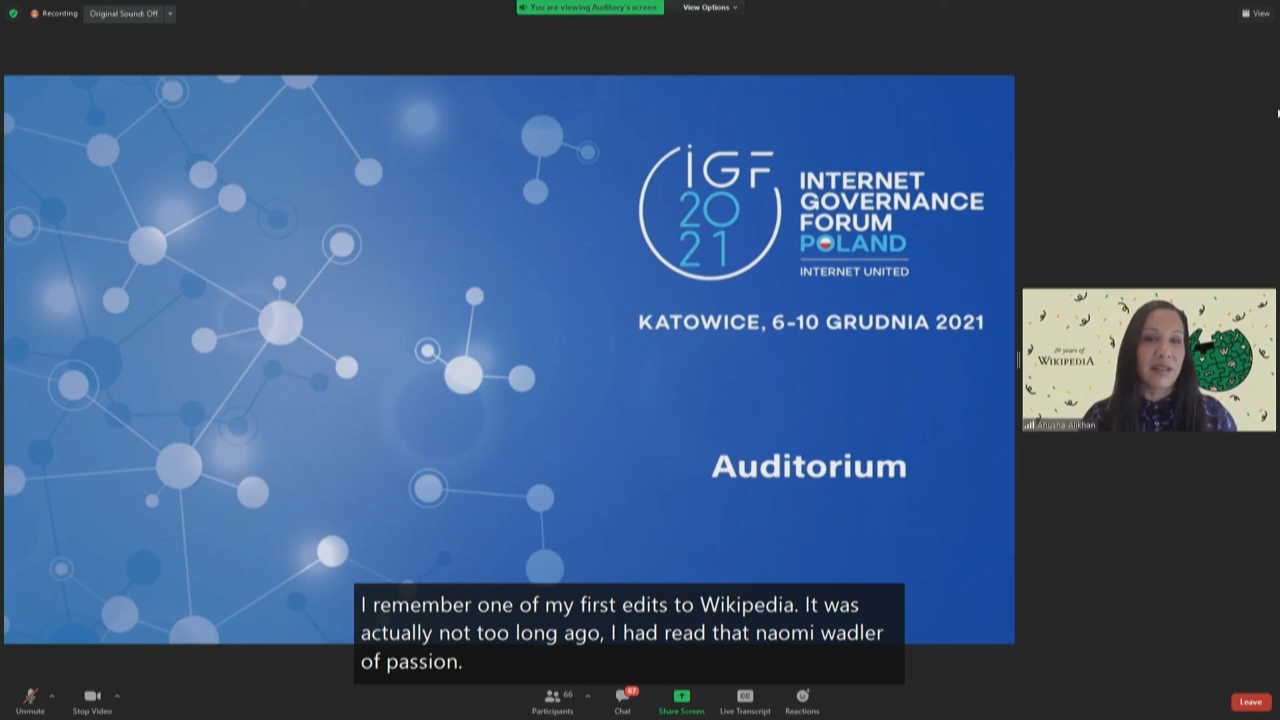 Recording
Original Sound: Off
You are viewing Auditory's screen
View Options
View
iGF
20
21
INTERNET
GOVERNANCE
FORUM
POLAND
INTERNET UNITED
KATOWICE, 6-10 GRUDNIA 2021
Auditorium
20 years of
WIKIPEDIA
W
Anusha Alikhan
I remember one of my first edits to Wikipedia. It was
actually not too long ago, I had read that naomi wadler
of passion.
Unmute
Stop Video
66
Participants
67
Chat
Share Screen
CC
Live Transcript
Reactions
Leave